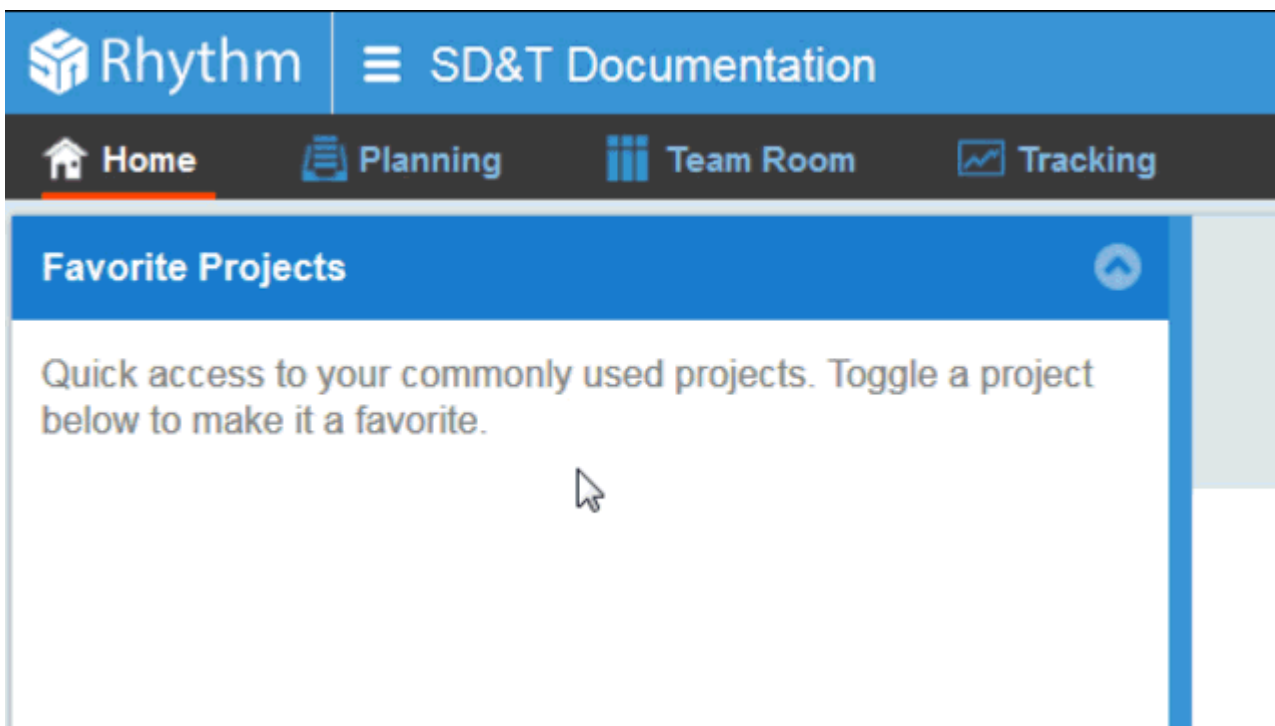 Rhythm SD&T Documentation
Home Planning Team Room Tracking
Favorite Projects
Quick access to your commonly used projects. Toggle a project
below to make it a favorite.